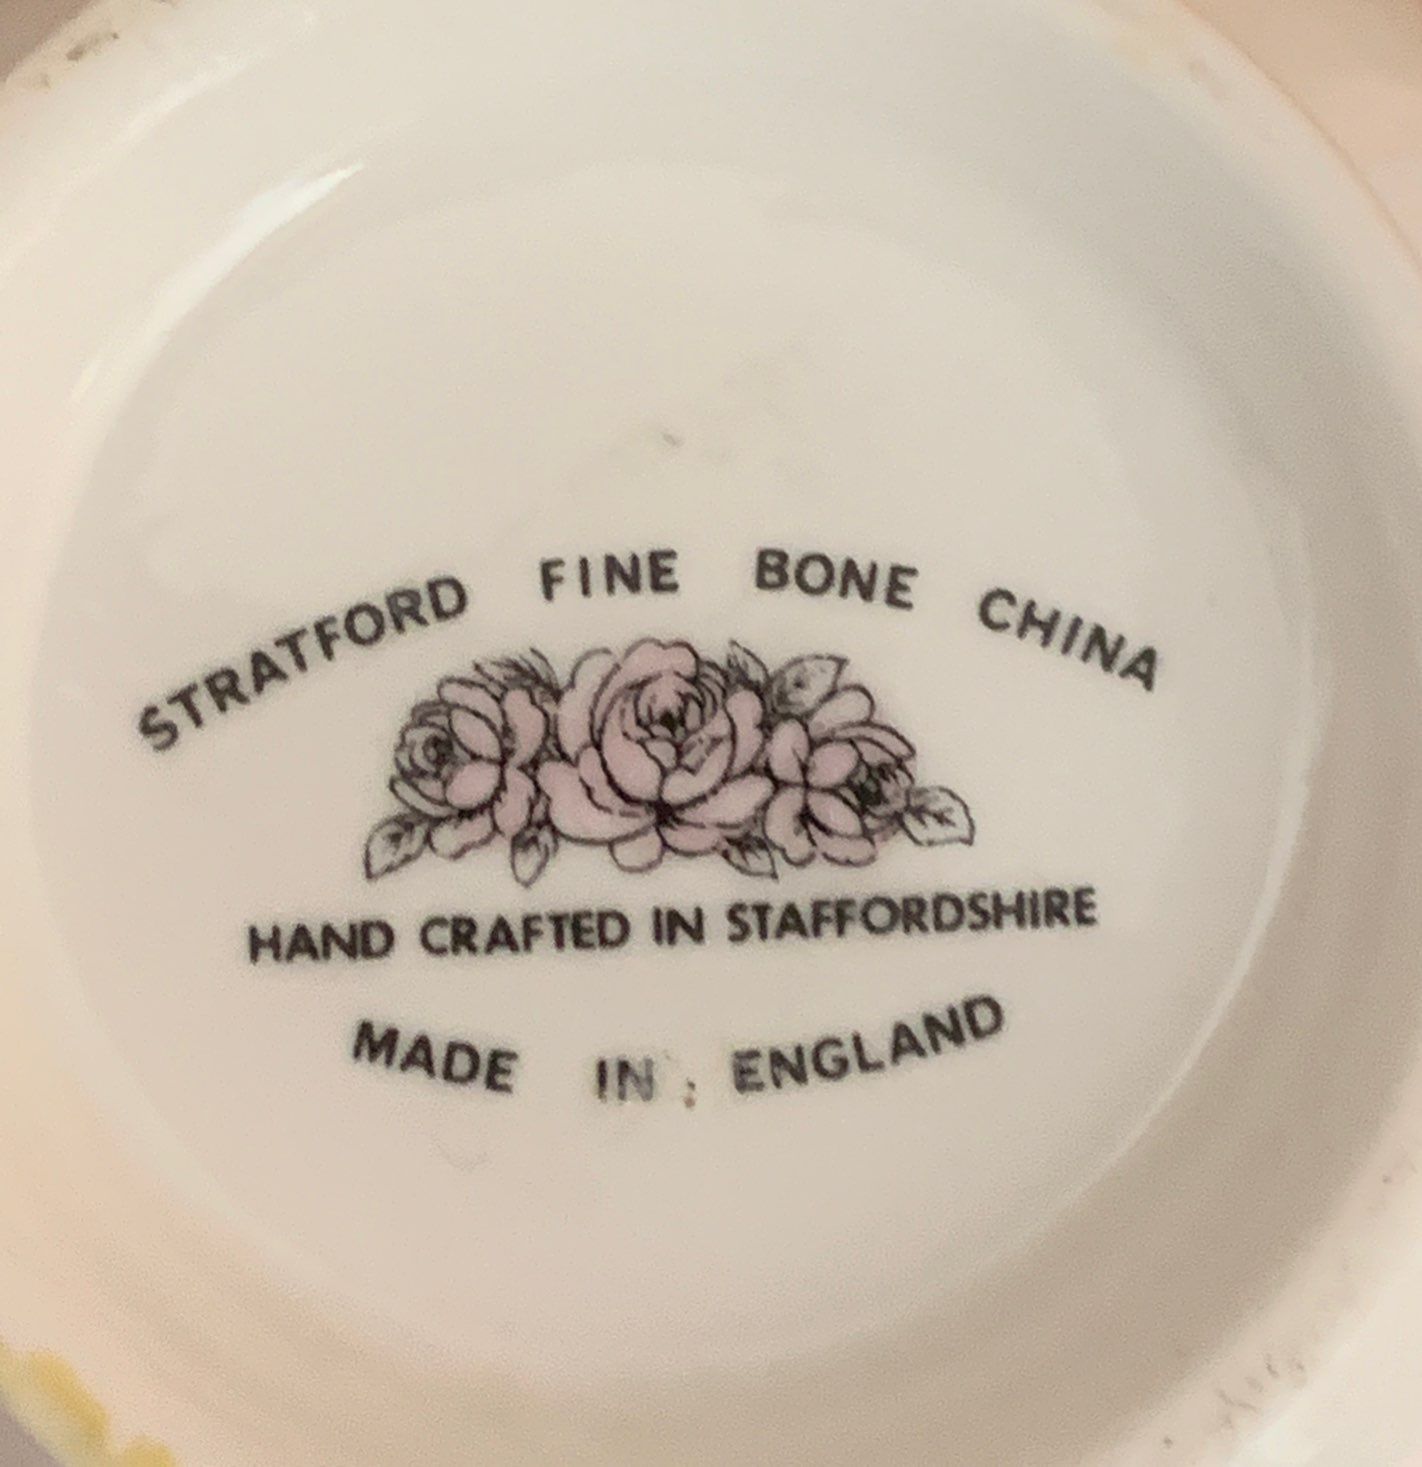 STRATFORD FINE BONE CHINA
HAND CRAFTED IN STAFFORDSHIRE
MADE IN ENGLAND